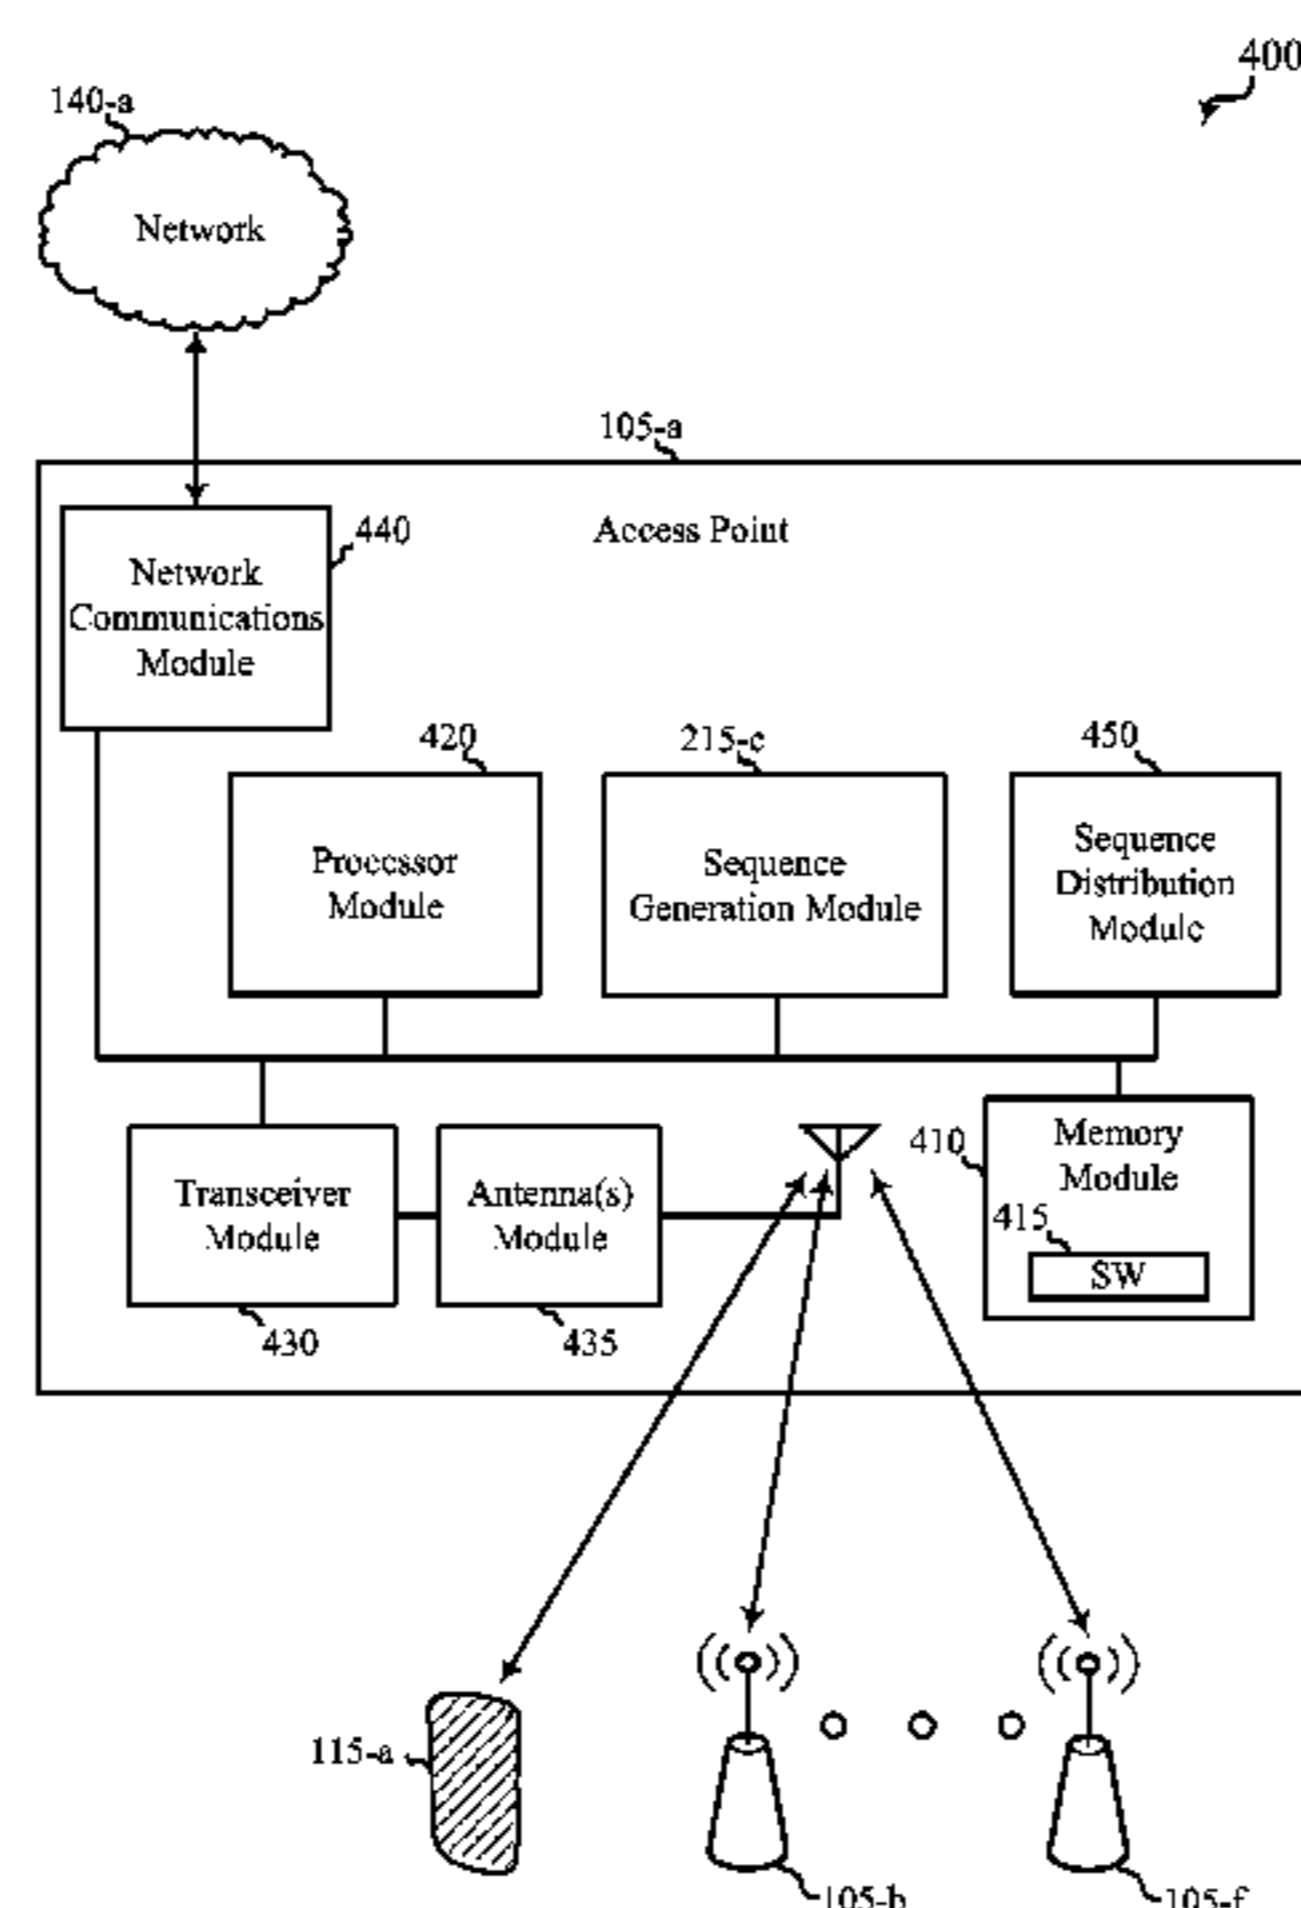 400
140-a
Network
105-a
Access Point
440
Network
Communications
Module
420
215-c
450
Processor
Module
Sequence
Generation Module
Sequence
Distribution
Module
410
Memory
Module
415
SW
Transceiver
Module
Antenna(s)
Module
430
435
115-a
105-b
105-f